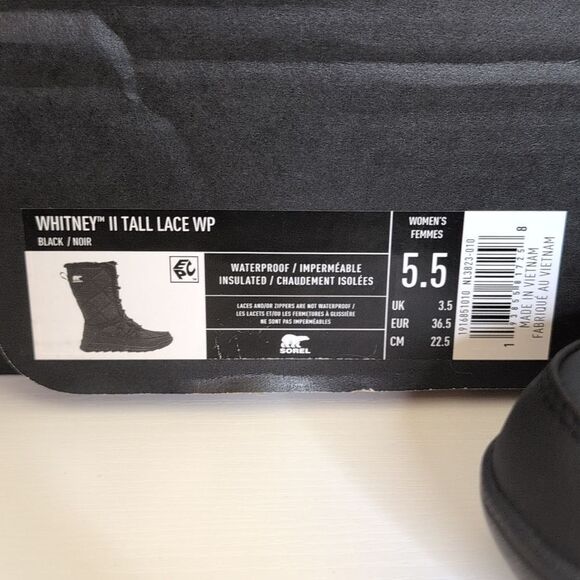 WHITNEY™ II TALL LACE WP
BLACK / NOIR
WATERPROOF / IMPERMÉABLE
INSULATED / CHAUDEMENT ISOLÉES
LACES AND/OR ZIPPERS ARE NOT WATERPROOF /
LES LACETS ET/OU LES FERMETURES À GLISSIÈRE
NE SONT PAS IMPERMÉABLES
SOREL
WOMEN'S
FEMMES
5.5
UK 3.5
EUR 36.5
CM 22.5
1916851010 NL3823-010
MADE IN VIETNAM
FABRIQUÉ AU VIETNAM